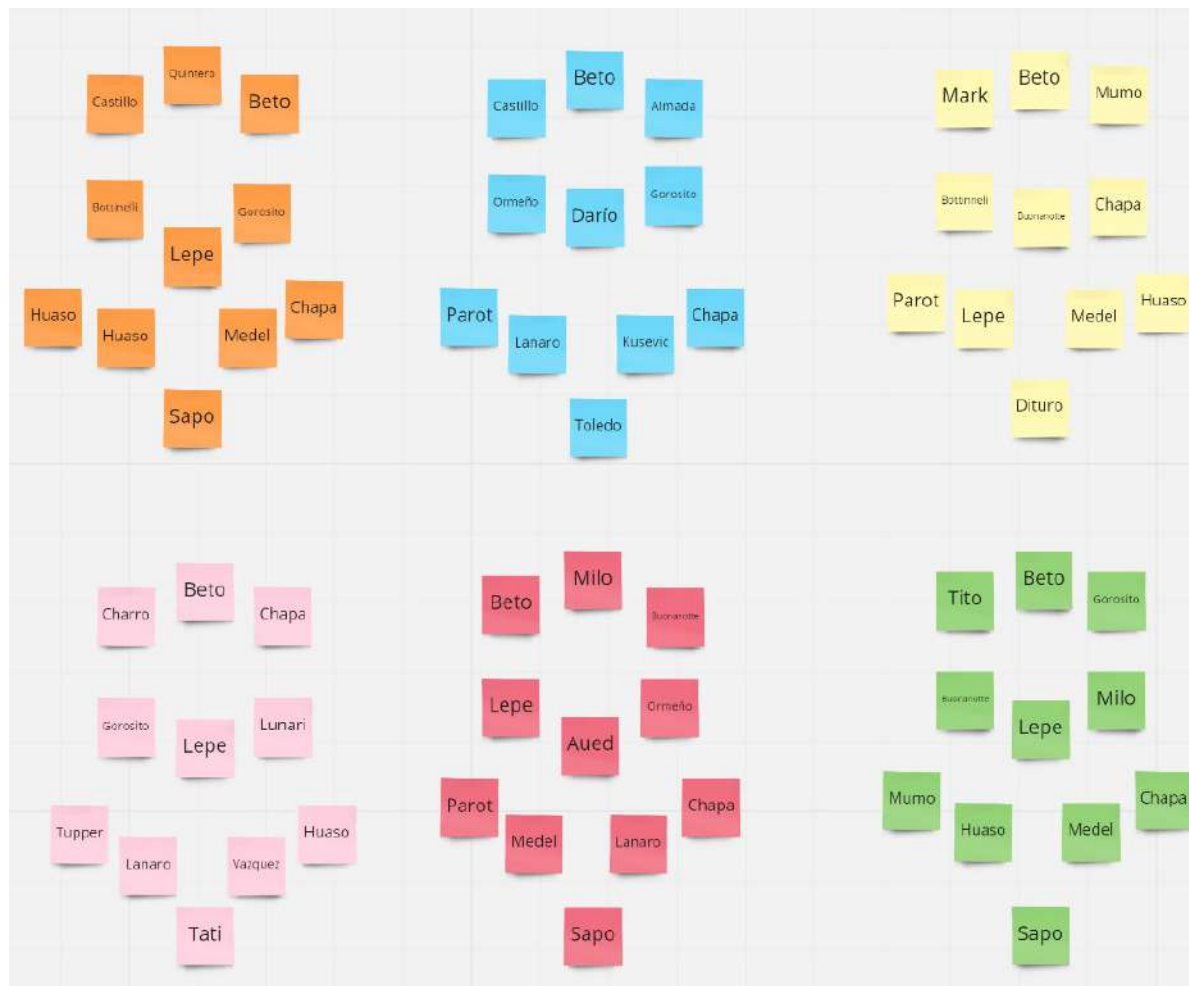 Castillo
Quintero
Beto
Bottinelli
Gorosito
Lepe
Huaso
Huaso
Medel
Chapa
Sapo
Castillo
Beto
Almada
Ormeño
Darío
Gorosito
Parot
Lanaro
Kusevic
Chapa
Toledo
Mark
Beto
Mumo
Bottinneli
Buonanotte
Chapa
Parot
Lepe
Medel
Huaso
Dituro
Charro
Beto
Chapa
Gorosito
Lepe
Lunari
Tupper
Lanaro
Vazquez
Huaso
Tati
Beto
Milo
Buonanotte
Lepe
Aued
Ormeño
Parot
Medel
Lanaro
Chapa
Sapo
Tito
Beto
Gorosito
Buonanotte
Lepe
Milo
Mumo
Huaso
Medel
Chapa
Sapo